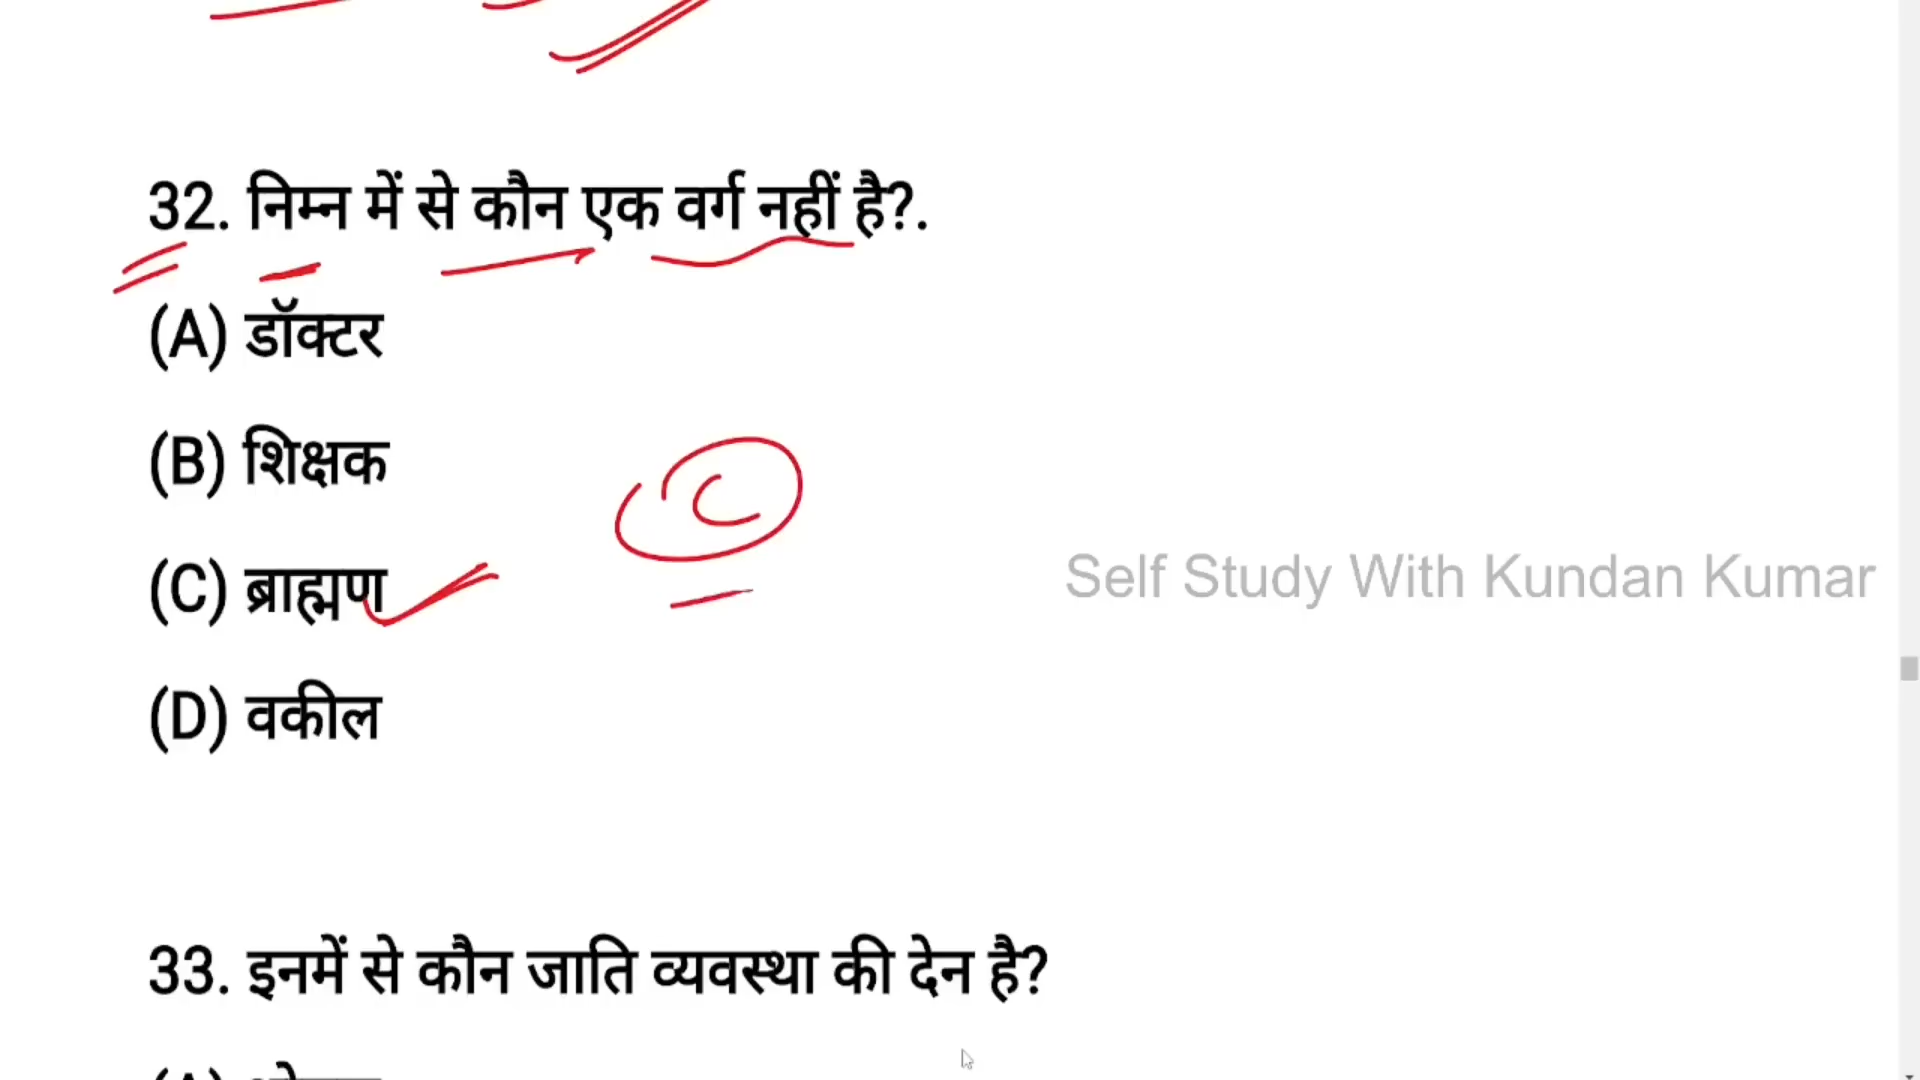 32. निम्न में से कौन एक वर्ग नहीं है?.
(A) डॉक्टर
(B) शिक्षक
C
(C) ब्राह्मण
Self Study With Kundan Kumar
(D) वकील
33. इनमें से कौन जाति व्यवस्था की देन है?